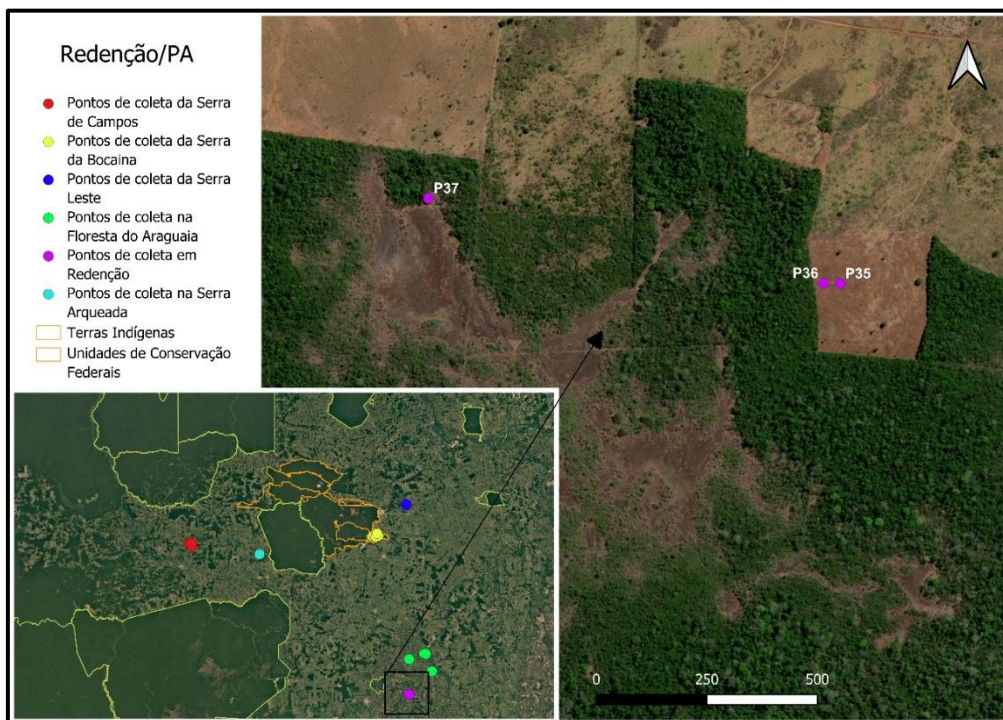 Redenção/PA
Pontos de coleta da Serra
de Campos
Pontos de coleta da Serra
da Bocaina
Pontos de coleta da Serra
Leste
Pontos de coleta na
Floresta do Araguaia
Pontos de coleta em
Redenção
Pontos de coleta na Serra
Arqueada
Terras Indígenas
Unidades de Conservação
Federais
P37
P36 P35
0 250 500